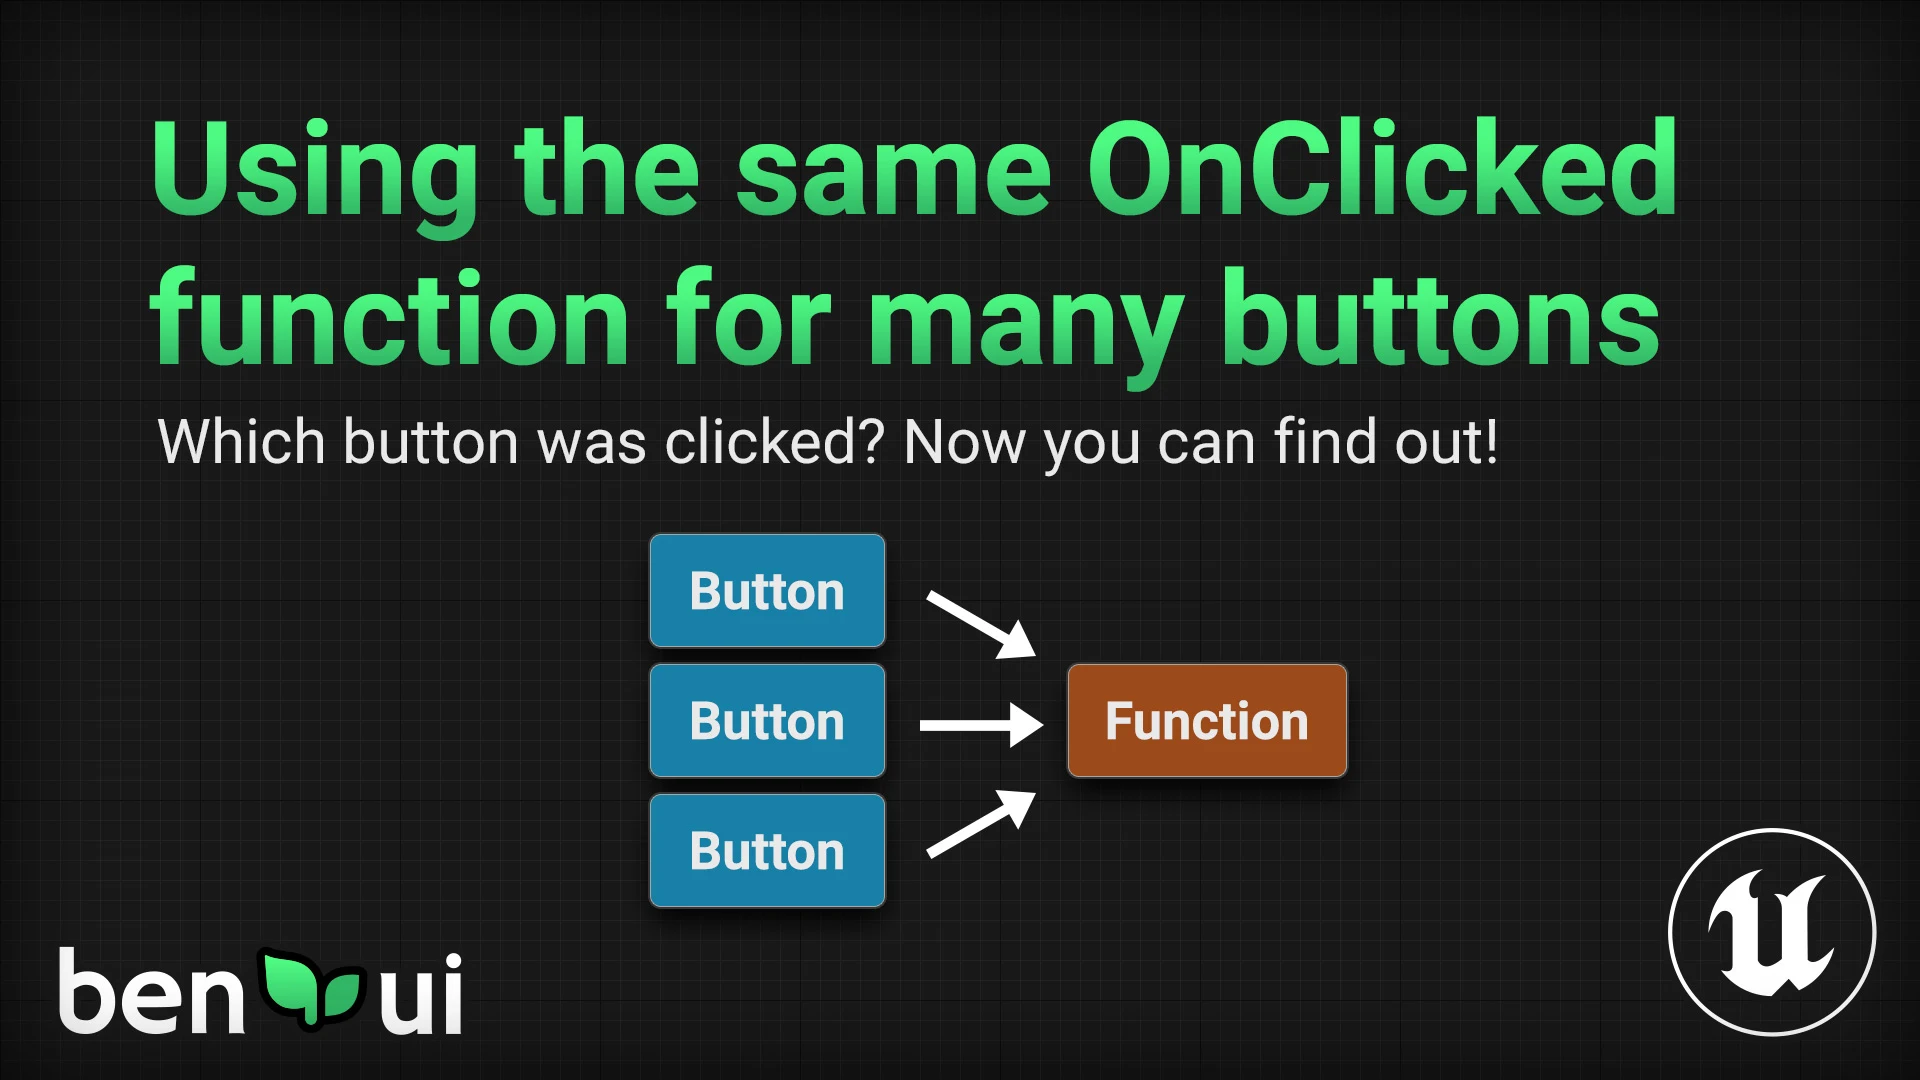 Using the same OnClicked
function for many buttons
Which button was clicked? Now you can find out!
Button
Button
Function
Button
ben ui